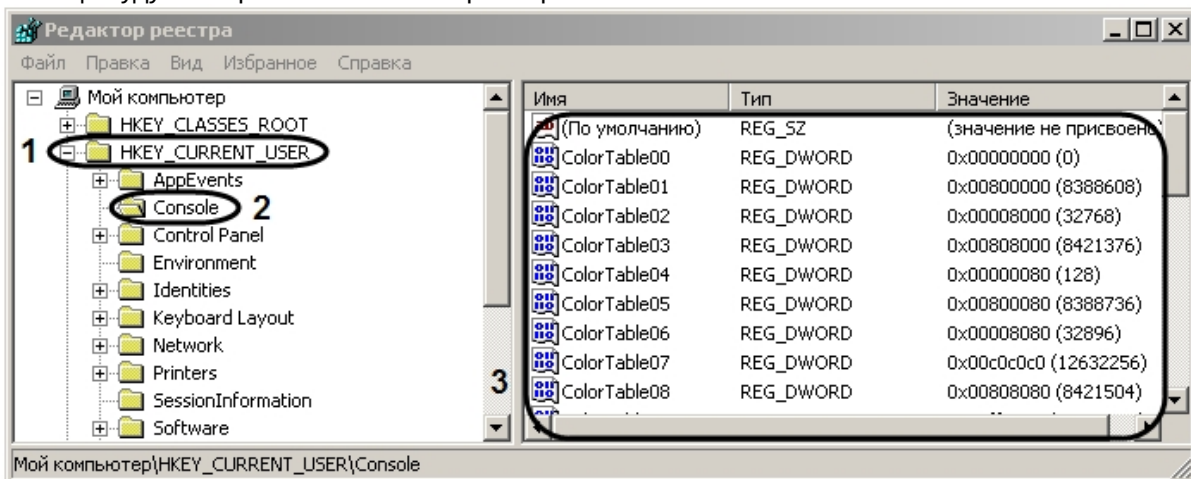 Редактор реестра
Файл Правка Вид Избранное Справка
Мой компьютер
HKEY_CLASSES_ROOT
1 HKEY_CURRENT_USER
AppEvents
Console 2
Control Panel
Environment
Identities
Keyboard Layout
Network
Printers
SessionInformation
Software
3
Имя Тип Значение
(По умолчанию) REG_SZ (значение не присвоено)
ColorTable00 REG_DWORD 0x00000000 (0)
ColorTable01 REG_DWORD 0x00800000 (8388608)
ColorTable02 REG_DWORD 0x00008000 (32768)
ColorTable03 REG_DWORD 0x00808000 (8421376)
ColorTable04 REG_DWORD 0x00000080 (128)
ColorTable05 REG_DWORD 0x00800080 (8388736)
ColorTable06 REG_DWORD 0x00008080 (32896)
ColorTable07 REG_DWORD 0x00c0c0c0 (12632256)
ColorTable08 REG_DWORD 0x00808080 (8421504)
Мой компьютер\HKEY_CURRENT_USER\Console